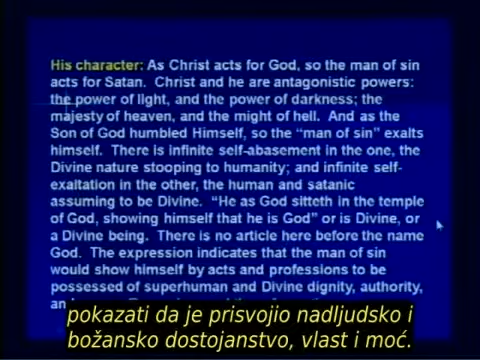 His character: As Christ acts for God, so the man of sin
acts for Satan. Christ and he are antagonistic powers:
the power of light, and the power of darkness; the
majesty of heaven, and the might of hell. And as the
Son of God humbled Himself, so the “man of sin” exalts
himself. There is infinite self-abasement in the one, the
Divine nature stooping to humanity; and infinite self-
exaltation in the other, the human and satanic
assuming to be Divine. “He as God sitteth in the temple
of God, showing himself that he is God” or is Divine, or
a Divine being. There is no article here before the name
God. The expression indicates that the man of sin
would show himself by acts and professions to be
possessed of superhuman and Divine dignity, authority,
pokazati da je prisvojio nadljudsko i
božansko dostojanstvo, vlast i moć.